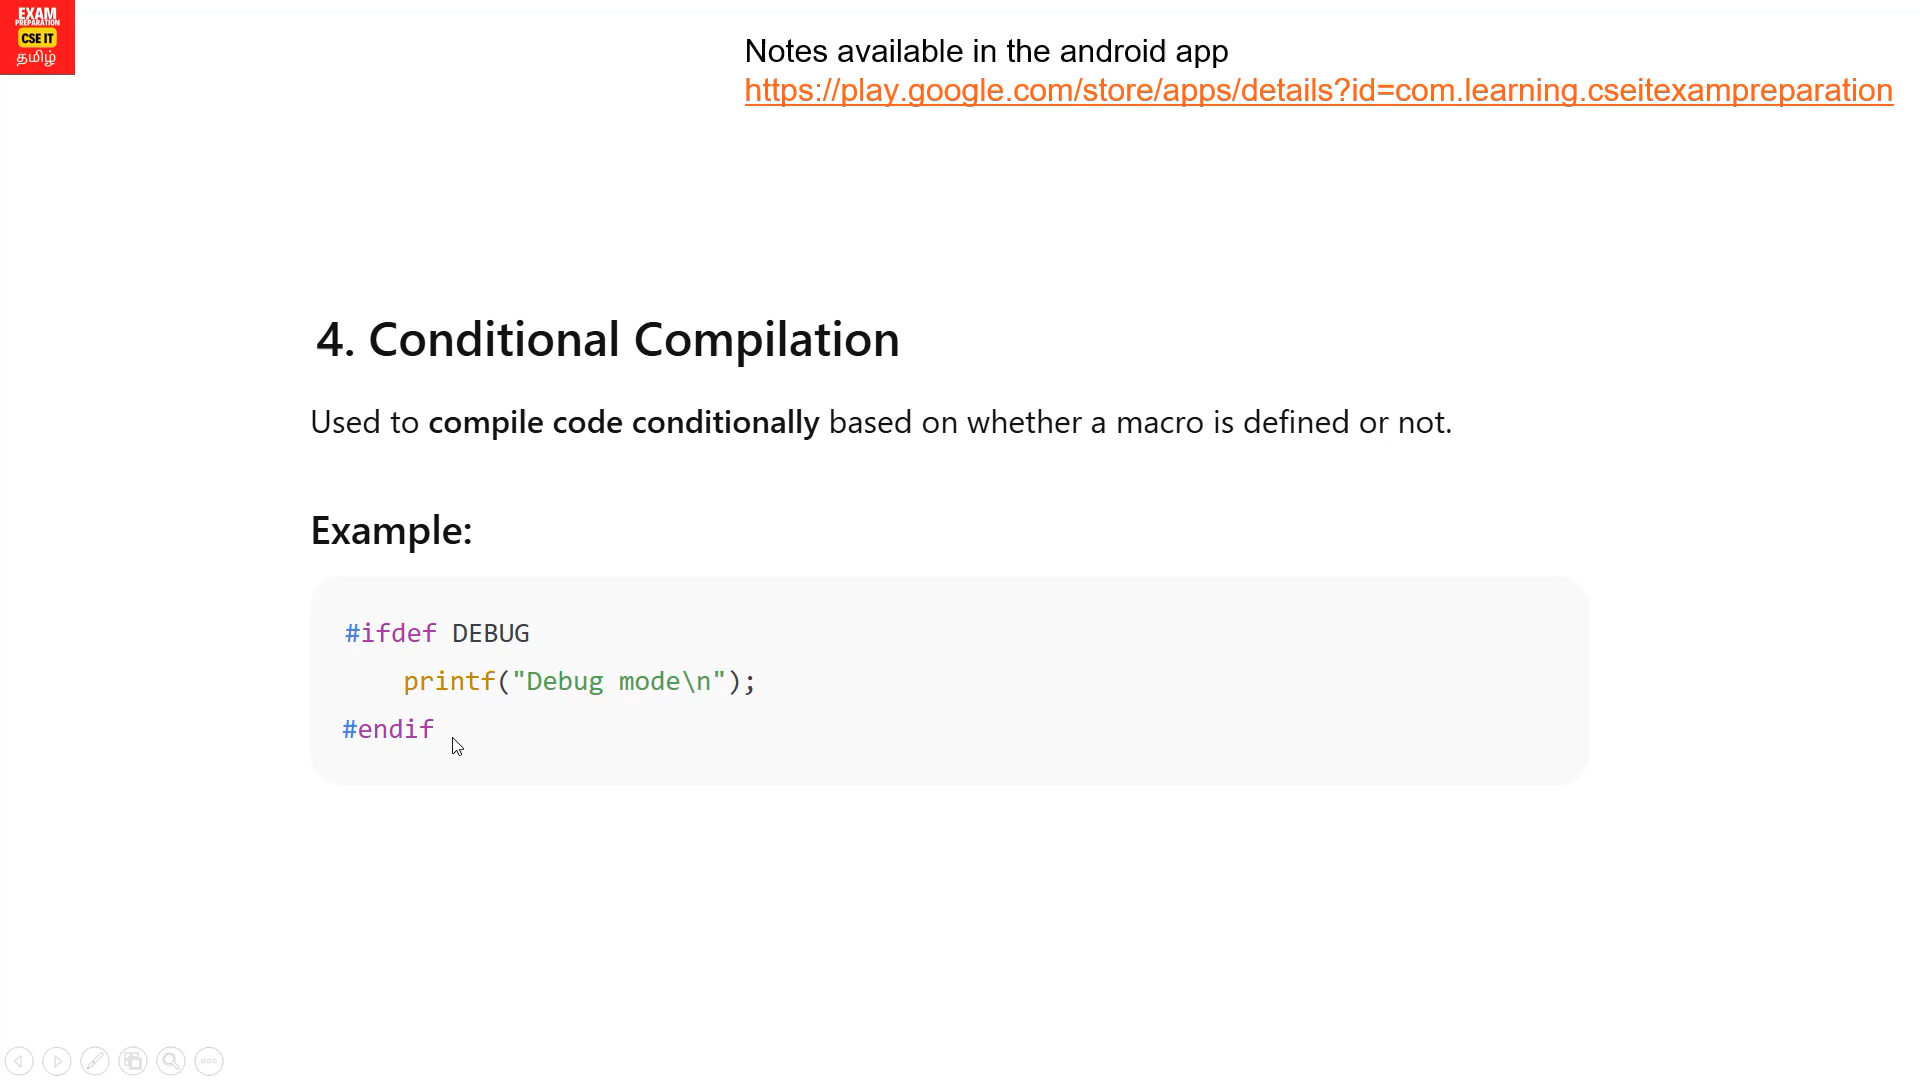 EXAM
PREPARATION
CSE IT
தமிழ்
Notes available in the android app
https://play.google.com/store/apps/details?id=com.learning.cseitexampreparation
4. Conditional Compilation
Used to compile code conditionally based on whether a macro is defined or not.
Example:
#ifdef DEBUG
printf("Debug mode\n");
#endif